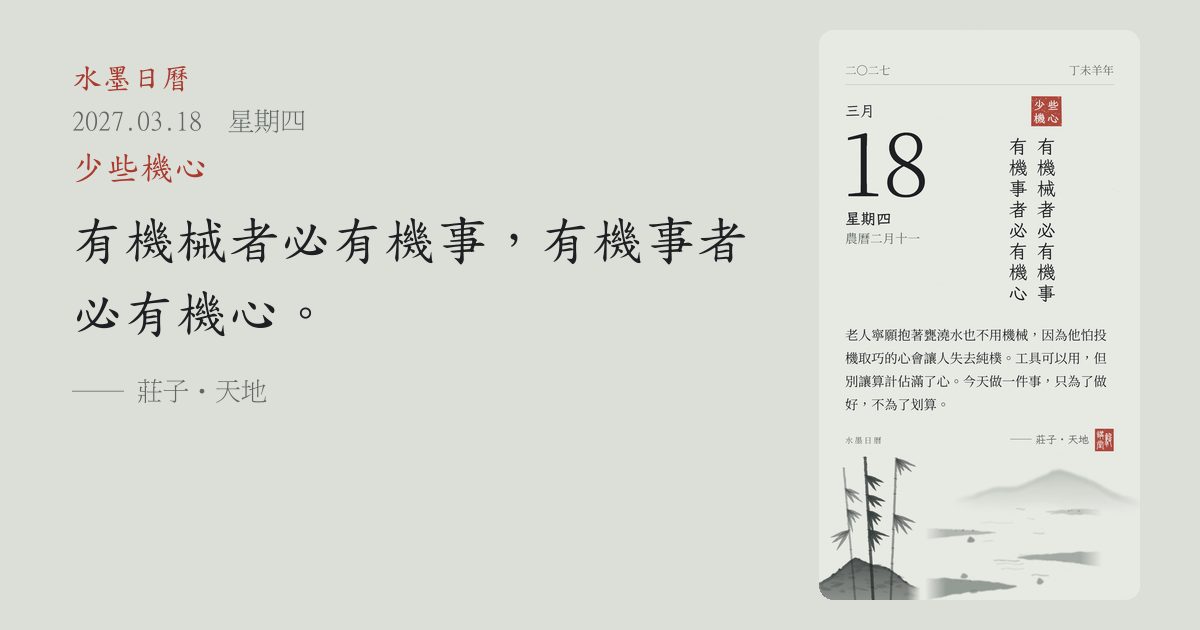 水墨日曆
2027.03.18 星期四
少些機心
有機械者必有機事，有機事者
必有機心。
—— 莊子・天地
二〇二七
丁未羊年
三月
18
星期四
農曆二月十一
少些機心
有機械者必有機事
有機事者必有機心
老人寧願抱著甕澆水也不用機械，因為他怕投
機取巧的心會讓人失去純樸。工具可以用，但
別讓算計佔滿了心。今天做一件事，只為了做
好，不為了划算。
水墨日曆
—— 莊子・天地